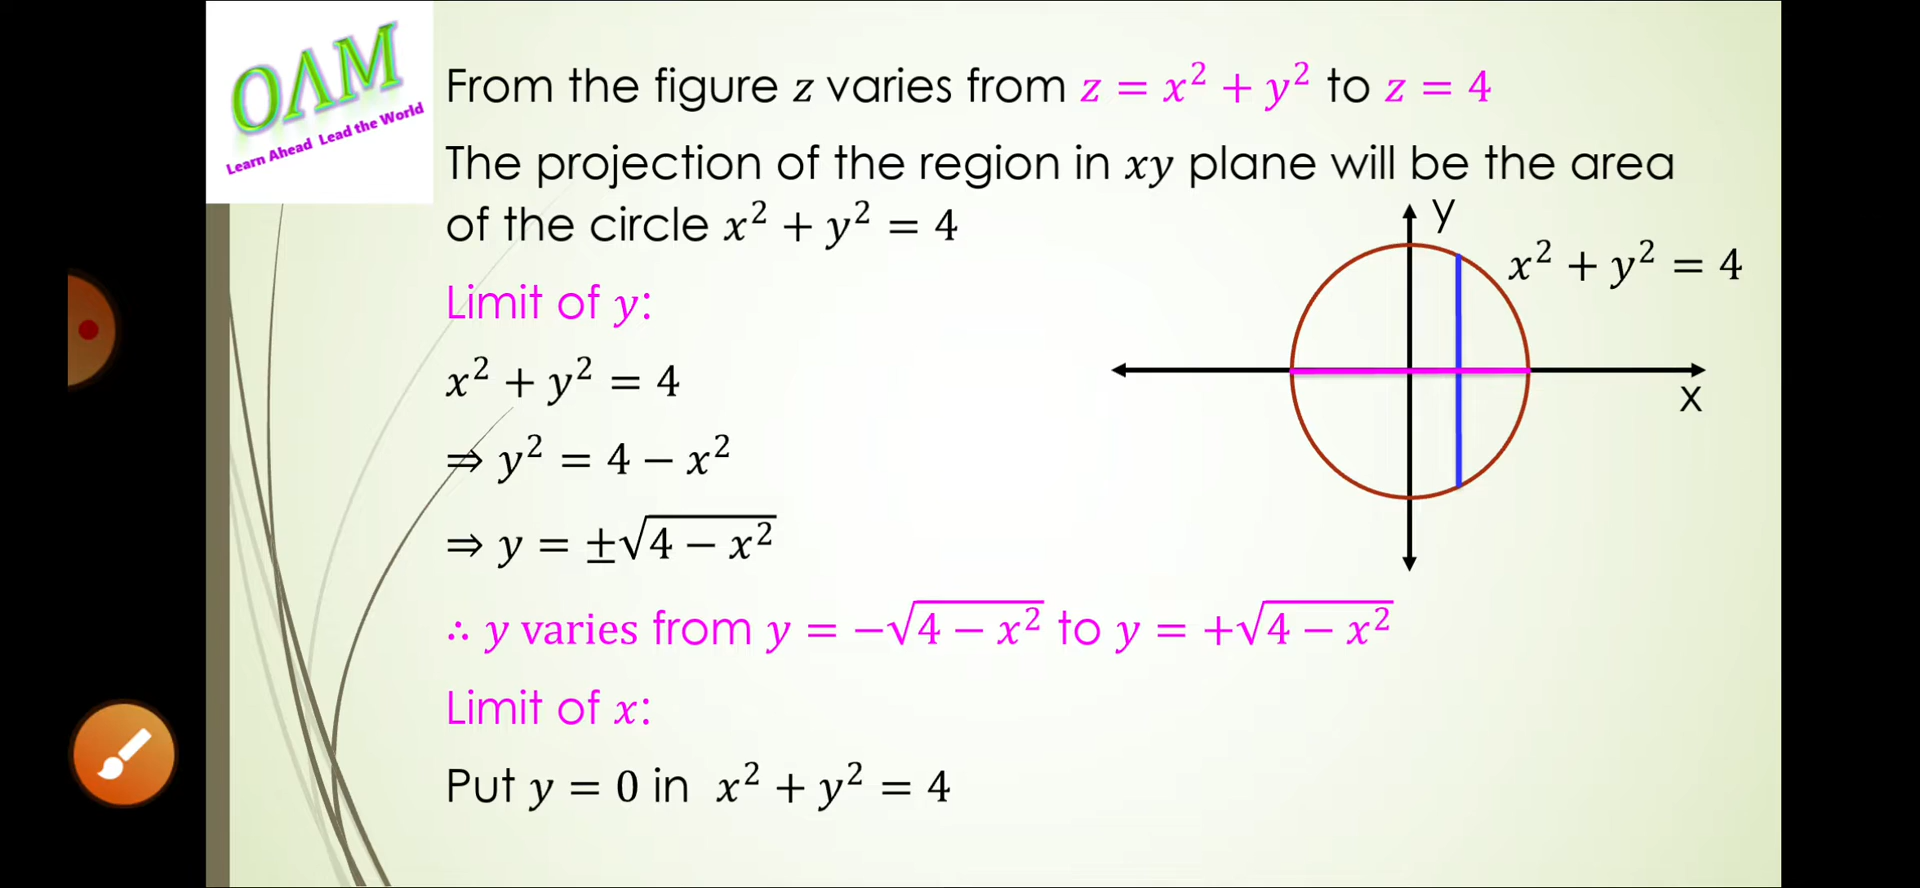 OΛM
Learn Ahead Lead the World
From the figure z varies from z = x² + y² to z = 4
The projection of the region in xy plane will be the area
of the circle x² + y² = 4
y
x² + y² = 4
x
Limit of y:
x² + y² = 4
⇒ y² = 4 − x²
⇒ y = ±√(4 − x²)
∴ y varies from y = −√(4 − x²) to y = +√(4 − x²)
Limit of x:
Put y = 0 in x² + y² = 4